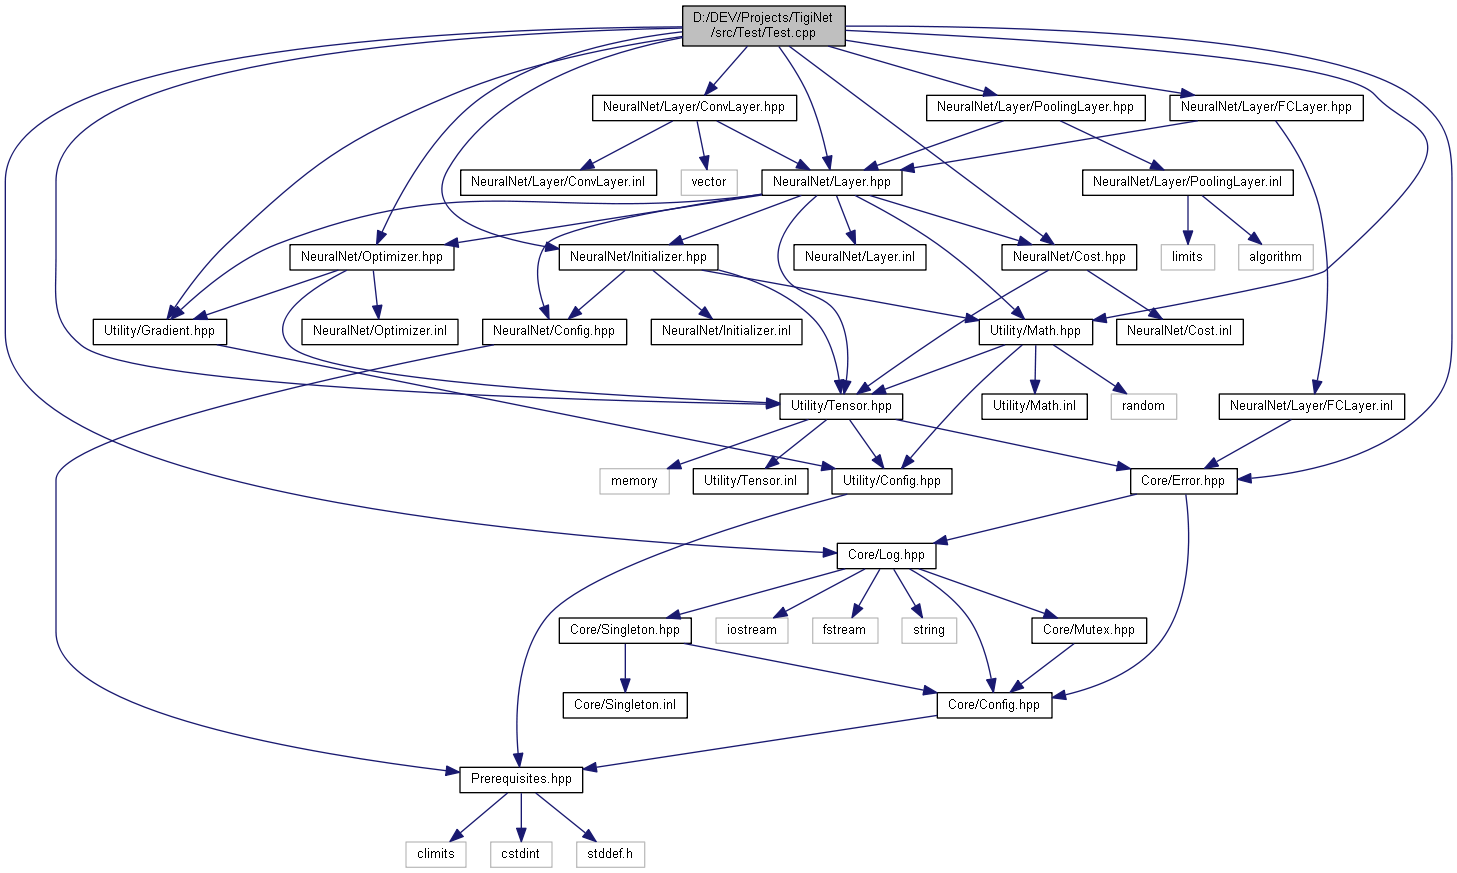 D:/DEV/Projects/TigiNet
/src/Test/Test.cpp
NeuralNet/Layer/ConvLayer.hpp
NeuralNet/Layer/PoolingLayer.hpp
NeuralNet/Layer/FCLayer.hpp
NeuralNet/Layer/ConvLayer.inl
vector
NeuralNet/Layer.hpp
NeuralNet/Layer/PoolingLayer.inl
NeuralNet/Optimizer.hpp
NeuralNet/Initializer.hpp
NeuralNet/Layer.inl
NeuralNet/Cost.hpp
limits
algorithm
Utility/Gradient.hpp
NeuralNet/Optimizer.inl
NeuralNet/Config.hpp
NeuralNet/Initializer.inl
Utility/Math.hpp
NeuralNet/Cost.inl
Utility/Tensor.hpp
Utility/Math.inl
random
NeuralNet/Layer/FCLayer.inl
memory
Utility/Tensor.inl
Utility/Config.hpp
Core/Error.hpp
Core/Log.hpp
Core/Singleton.hpp
iostream
fstream
string
Core/Mutex.hpp
Core/Singleton.inl
Core/Config.hpp
Prerequisites.hpp
climits
cstdint
stddef.h